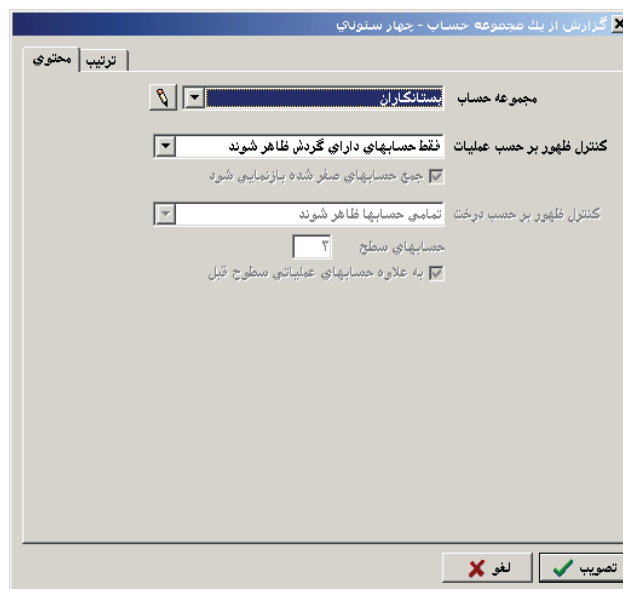 گزارش از يك مجموعه حساب - چهار ستوني
محتوي ترتيب
مجموعه حساب بستانكاران
كنترل ظهور بر حسب عمليات فقط حسابهاي داراي گردش ظاهر شوند
جمع حسابهاي صفر شده بازنمايي شود
كنترل ظهور بر حسب درخت تمامي حسابها ظاهر شوند
حسابهاي سطح ٣
به علاوه حسابهاي عملياتي سطوح قبل
تصويب لغو